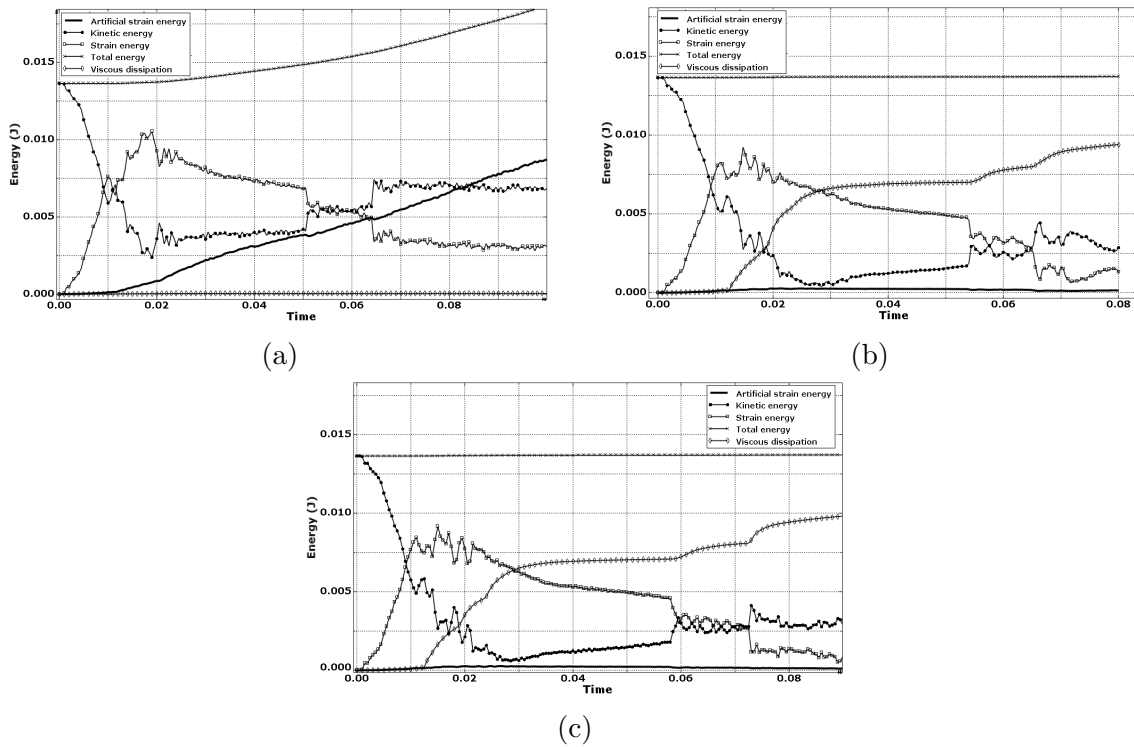 Artificial strain energy
Kinetic energy
Strain energy
Total energy
Viscous dissipation
0.015
0.010
0.005
0.000
Energy (J)
0.00 0.02 0.04 0.06 0.08
Time
(a)
Artificial strain energy
Kinetic energy
Strain energy
Total energy
Viscous dissipation
0.015
0.010
0.005
0.000
Energy (J)
0.00 0.02 0.04 0.06 0.08
Time
(b)
Artificial strain energy
Kinetic energy
Strain energy
Total energy
Viscous dissipation
0.015
0.010
0.005
0.000
Energy (J)
0.00 0.02 0.04 0.06 0.08
Time
(c)